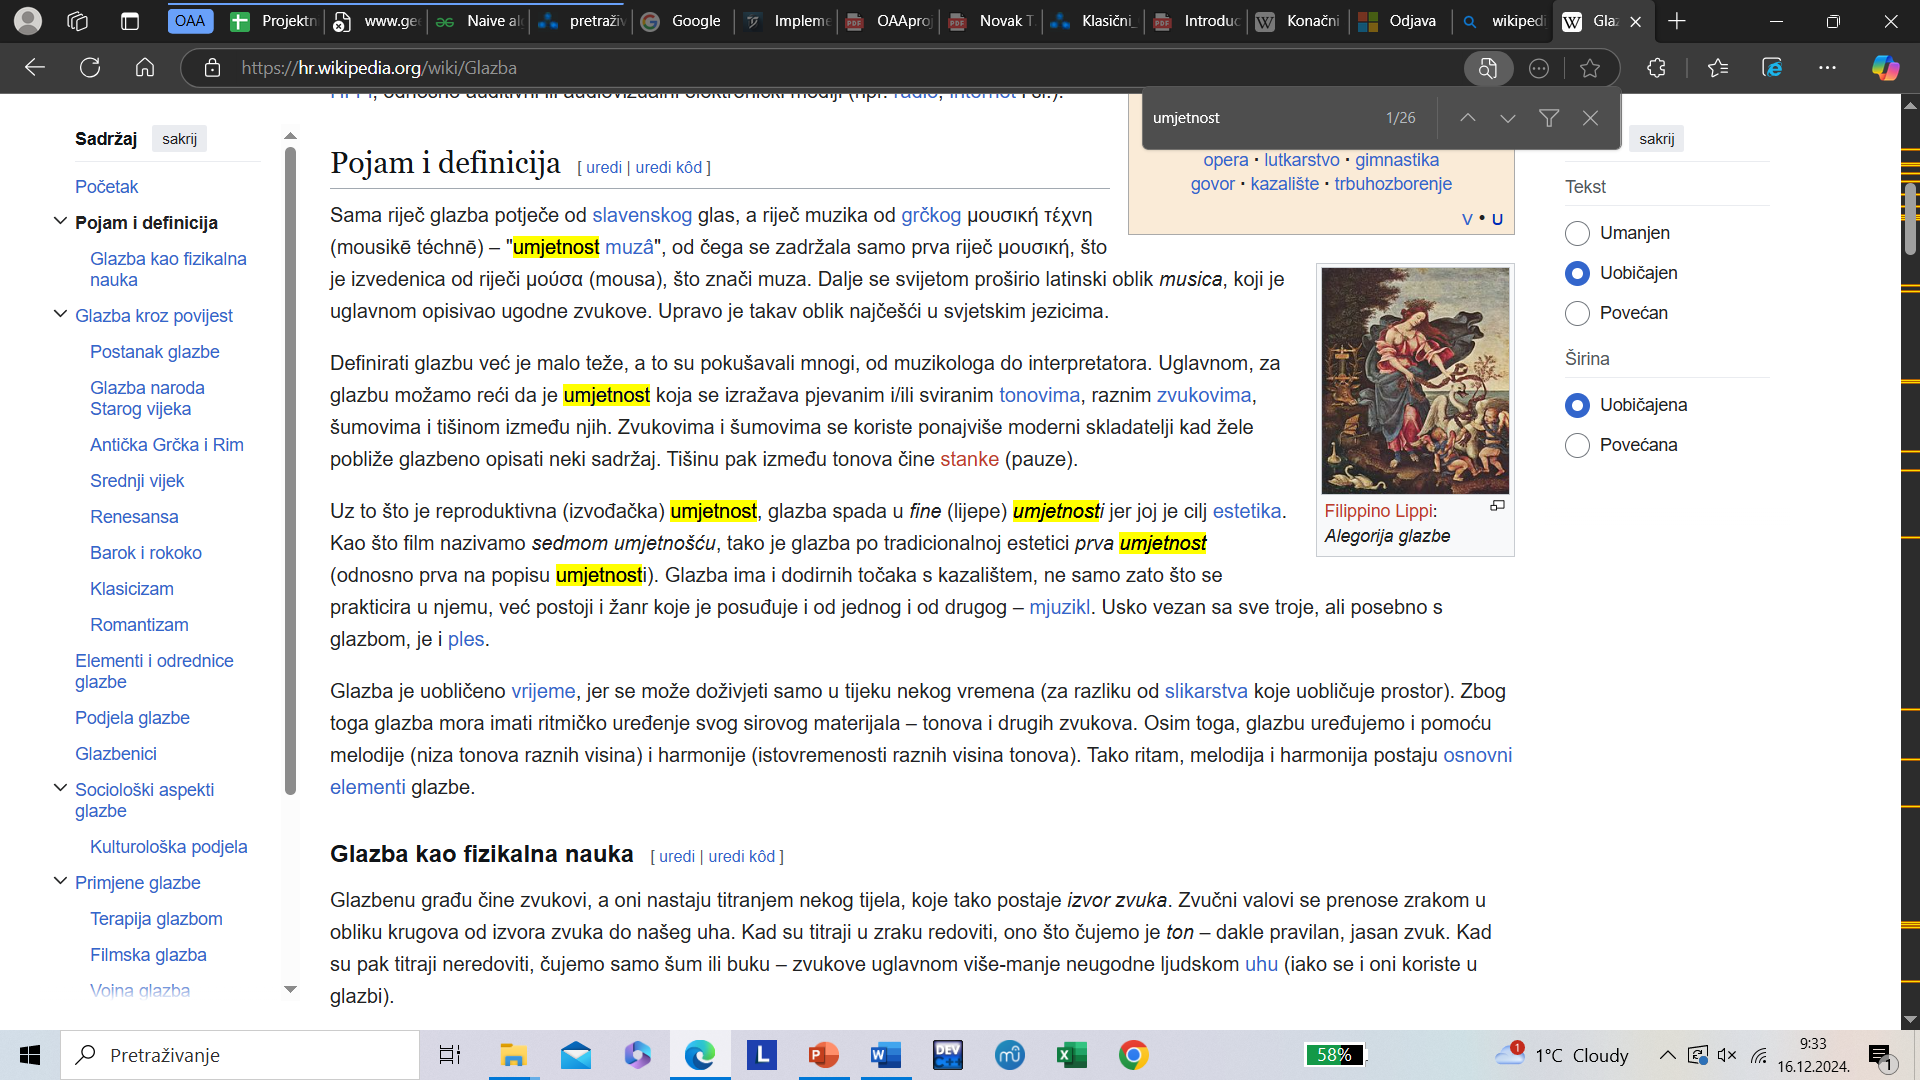 OAA
Projektn
www.gee
Naive alg
pretraživ
Google
Impleme
OAAproj
Novak T.
Klasični_
Introduc
Konačni
Odjava
wikipedi
Glaz
https://hr.wikipedia.org/wiki/Glazba
umjetnost
1/26
Sadržaj sakrij
Početak
Pojam i definicija
Glazba kao fizikalna
nauka
Glazba kroz povijest
Postanak glazbe
Glazba naroda
Starog vijeka
Antička Grčka i Rim
Srednji vijek
Renesansa
Barok i rokoko
Klasicizam
Romantizam
Elementi i odrednice
glazbe
Podjela glazbe
Glazbenici
Sociološki aspekti
glazbe
Kulturološka podjela
Primjene glazbe
Terapija glazbom
Filmska glazba
Vojna glazba
Pojam i definicija [ uredi | uredi kôd ]
Sama riječ glazba potječe od slavenskog glas, a riječ muzika od grčkog μουσική τέχνη
(mousikē téchnē) – "umjetnost muzâ", od čega se zadržala samo prva riječ μουσική, što
je izvedenica od riječi μούσα (mousa), što znači muza. Dalje se svijetom proširio latinski oblik musica, koji je
uglavnom opisivao ugodne zvukove. Upravo je takav oblik najčešći u svjetskim jezicima.
Definirati glazbu već je malo teže, a to su pokušavali mnogi, od muzikologa do interpretatora. Uglavnom, za
glazbu možamo reći da je umjetnost koja se izražava pjevanim i/ili sviranim tonovima, raznim zvukovima,
šumovima i tišinom između njih. Zvukovima i šumovima se koriste ponajviše moderni skladatelji kad žele
pobliže glazbeno opisati neki sadržaj. Tišinu pak između tonova čine stanke (pauze).
Uz to što je reproduktivna (izvođačka) umjetnost, glazba spada u fine (lijepe) umjetnosti jer joj je cilj estetika.
Kao što film nazivamo sedmom umjetnošću, tako je glazba po tradicionalnoj estetici prva umjetnost
(odnosno prva na popisu umjetnosti). Glazba ima i dodirnih točaka s kazalištem, ne samo zato što se
prakticira u njemu, već postoji i žanr koje je posuđuje i od jednog i od drugog – mjuzikl. Usko vezan sa sve troje, ali posebno s
glazbom, je i ples.
Glazba je uobličeno vrijeme, jer se može doživjeti samo u tijeku nekog vremena (za razliku od slikarstva koje uobličuje prostor). Zbog
toga glazba mora imati ritmičko uređenje svog sirovog materijala – tonova i drugih zvukova. Osim toga, glazbu uređujemo i pomoću
melodije (niza tonova raznih visina) i harmonije (istovremenosti raznih visina tonova). Tako ritam, melodija i harmonija postaju osnovni
elementi glazbe.
Glazba kao fizikalna nauka [ uredi | uredi kôd ]
Glazbenu građu čine zvukovi, a oni nastaju titranjem nekog tijela, koje tako postaje izvor zvuka. Zvučni valovi se prenose zrakom u
obliku krugova od izvora zvuka do našeg uha. Kad su titraji u zraku redoviti, ono što čujemo je ton – dakle pravilan, jasan zvuk. Kad
su pak titraji neredoviti, čujemo samo šum ili buku – zvukove uglavnom više-manje neugodne ljudskom uhu (iako se i oni koriste u
glazbi).
opera · lutkarstvo · gimnastika
govor · kazalište · trbuhozborenje
V • U
Filippino Lippi:
Alegorija glazbe
sakrij
Tekst
Umanjen
Uobičajen
Povećan
Širina
Uobičajena
Povećana
Pretraživanje
58%
1
1°C Cloudy
9:33
16.12.2024.
1